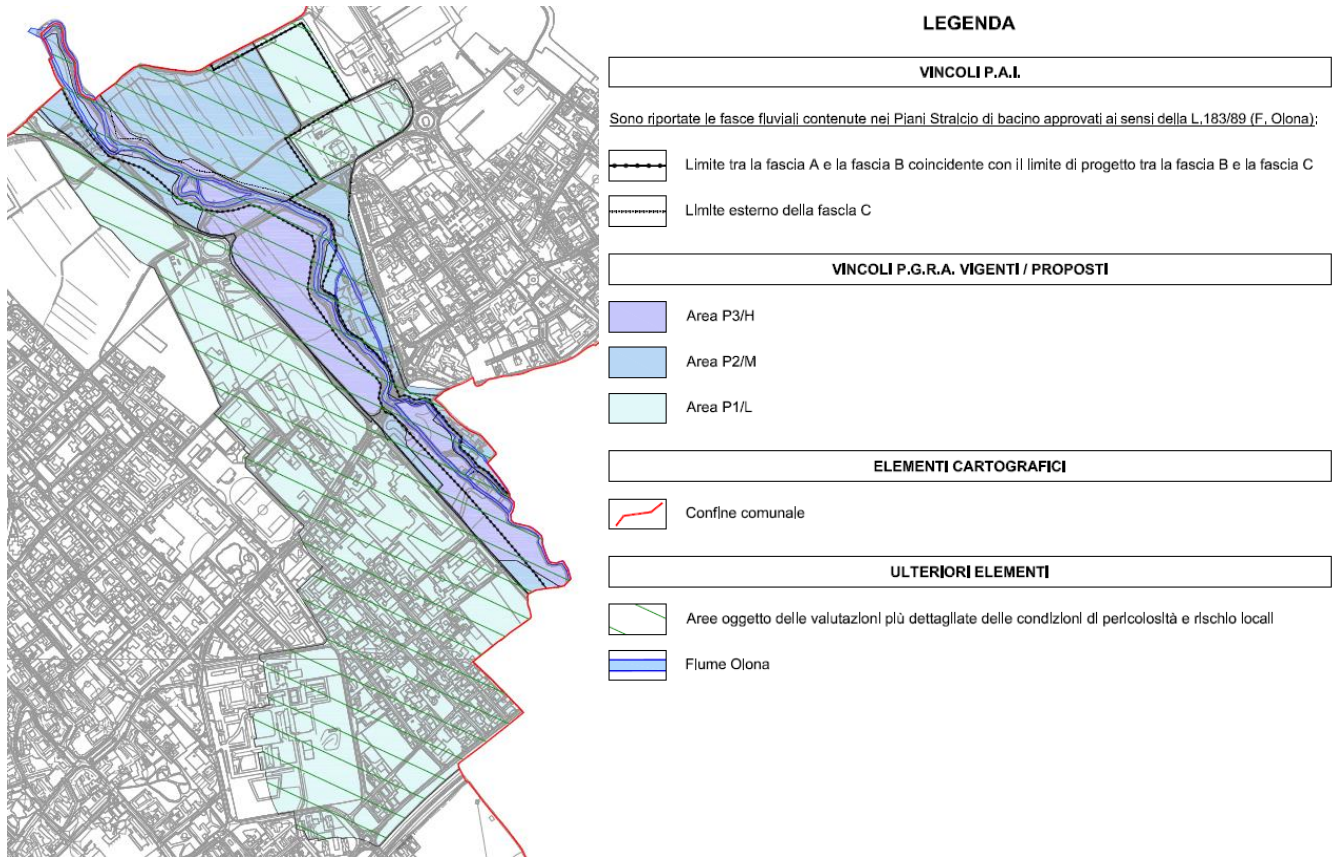 LEGENDA
VINCOLI P.A.I.
Sono riportate le fasce fluviali contenute nei Piani Stralcio di bacino approvati ai sensi della L.183/89 (F. Olona):
Limite tra la fascia A e la fascia B coincidente con il limite di progetto tra la fascia B e la fascia C
Limite esterno della fascia C
VINCOLI P.G.R.A. VIGENTI / PROPOSTI
Area P3/H
Area P2/M
Area P1/L
ELEMENTI CARTOGRAFICI
Confine comunale
ULTERIORI ELEMENTI
Aree oggetto delle valutazioni più dettagliate delle condizioni di pericolosità e rischio locali
Fiume Olona